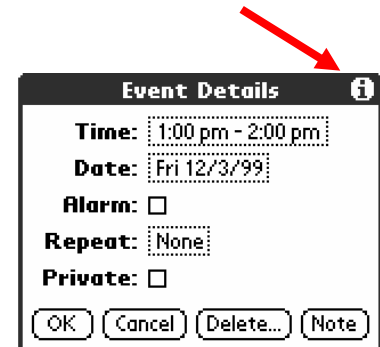 Event Details i
Time: 1:00 pm - 2:00 pm
Date: Fri 12/3/99
Alarm:
Repeat: None
Private:
OK Cancel Delete... Note